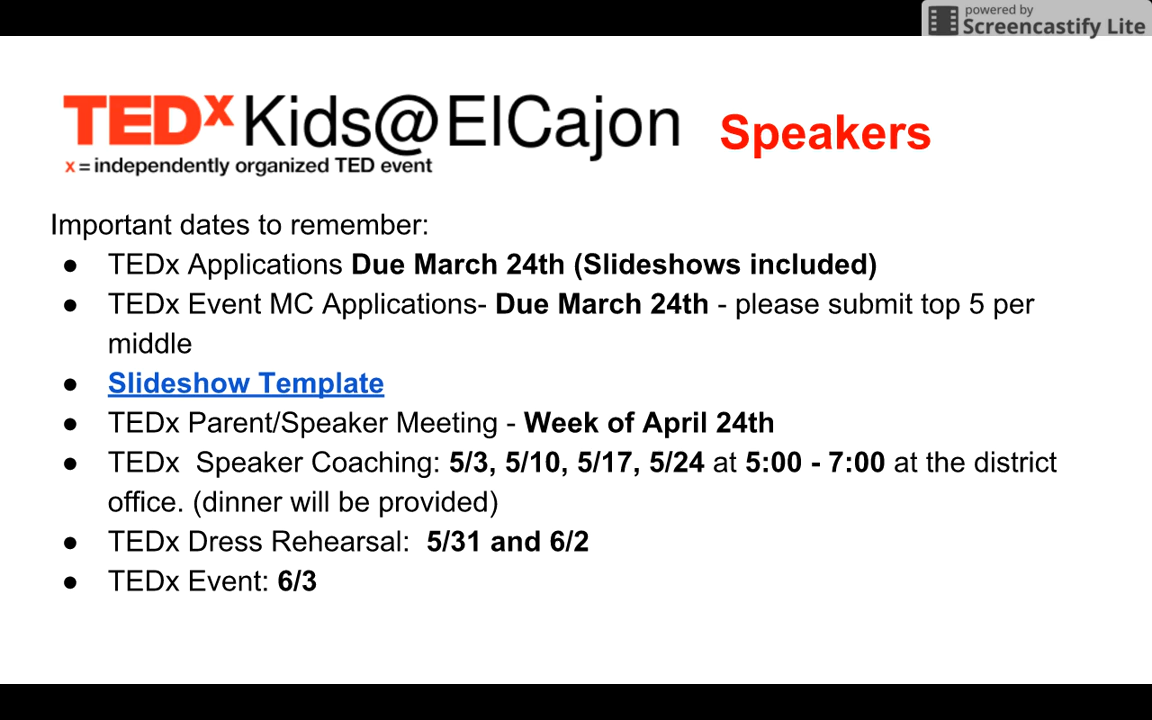 powered by
Screencastify Lite
TEDxKids@ElCajon Speakers
x = independently organized TED event
Important dates to remember:
● TEDx Applications Due March 24th (Slideshows included)
● TEDx Event MC Applications- Due March 24th - please submit top 5 per
middle
● Slideshow Template
● TEDx Parent/Speaker Meeting - Week of April 24th
● TEDx  Speaker Coaching: 5/3, 5/10, 5/17, 5/24 at 5:00 - 7:00 at the district
office. (dinner will be provided)
● TEDx Dress Rehearsal:  5/31 and 6/2
● TEDx Event: 6/3